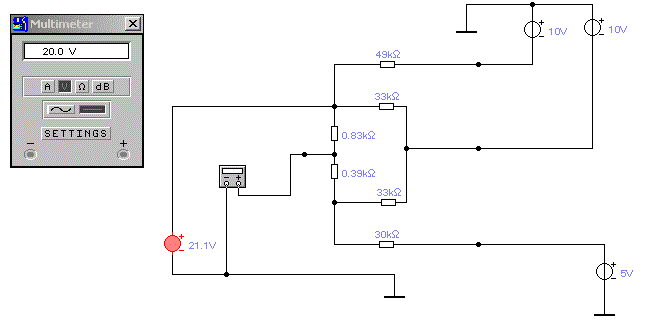 Multimeter
20.0 V
A V Ω dB
SETTINGS
− +
+ 10V −
+ 10V −
49kΩ
33kΩ
0.83kΩ
0.39kΩ
33kΩ
− +
30kΩ
+ 21.1V −
+ 5V −